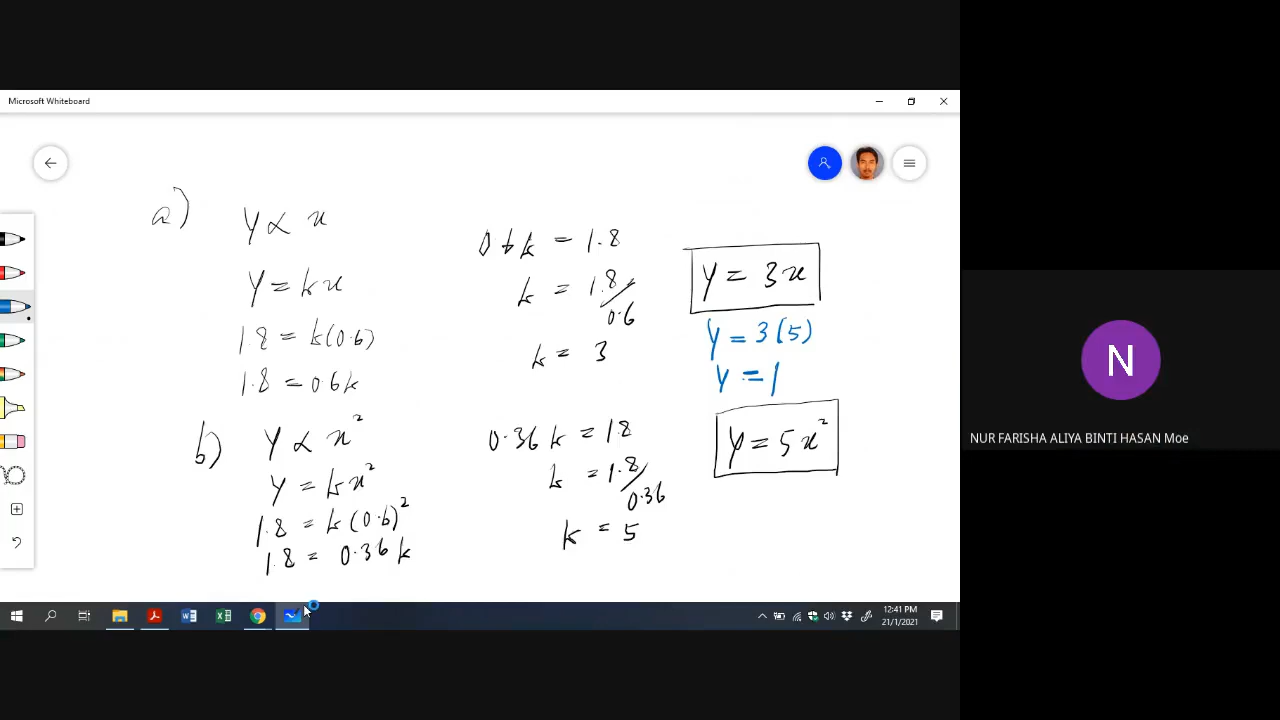 Microsoft Whiteboard
a)
y ∝ x
y = kx
1.8 = k(0.6)
1.8 = 0.6k
0.6k = 1.8
k = 1.8/0.6
k = 3
y = 3x
y = 3(5)
y = 1
b)
y ∝ x²
y = kx²
1.8 = k(0.6)²
1.8 = 0.36k
0.36k = 1.8
k = 1.8/0.36
k = 5
y = 5x²
N
NUR FARISHA ALIYA BINTI HASAN Moe
12:41 PM
21/1/2021